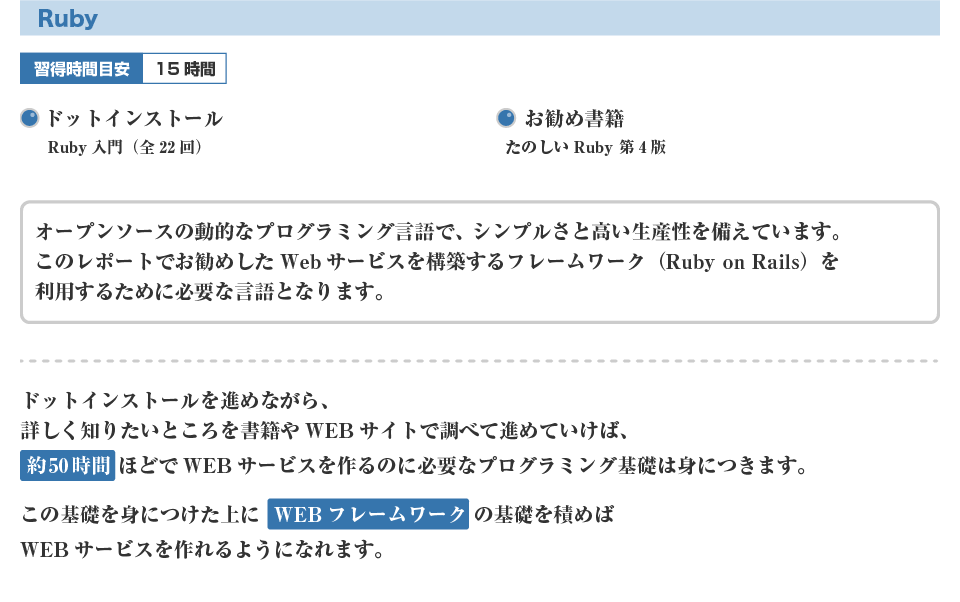 Ruby
習得時間目安 15時間
ドットインストール
Ruby 入門（全 22 回）
お勧め書籍
たのしい Ruby 第 4 版
オープンソースの動的なプログラミング言語で、シンプルさと高い生産性を備えています。
このレポートでお勧めした Web サービスを構築するフレームワーク（Ruby on Rails）を
利用するために必要な言語となります。
ドットインストールを進めながら、
詳しく知りたいところを書籍や WEB サイトで調べて進めていけば、
約50時間 ほどで WEB サービスを作るのに必要なプログラミング基礎は身につきます。
この基礎を身につけた上に WEB フレームワーク の基礎を積めば
WEB サービスを作れるようになれます。